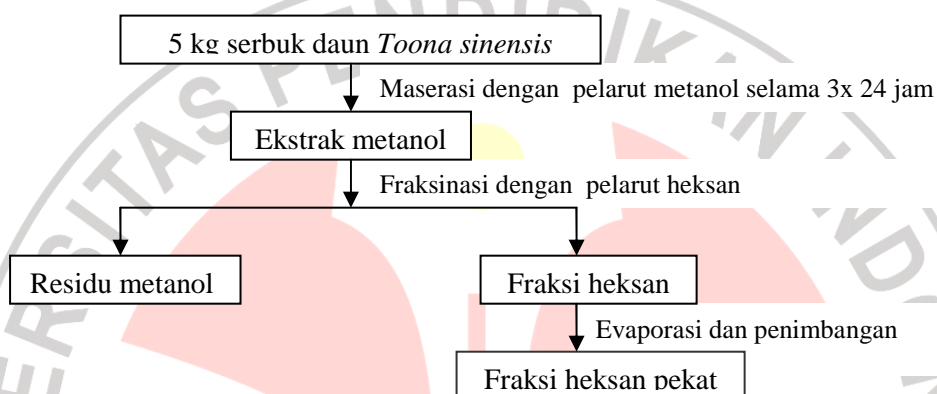 5 kg serbuk daun Toona sinensis
Maserasi dengan pelarut metanol selama 3x 24 jam
Ekstrak metanol
Fraksinasi dengan pelarut heksan
Residu metanol
Fraksi heksan
Evaporasi dan penimbangan
Fraksi heksan pekat